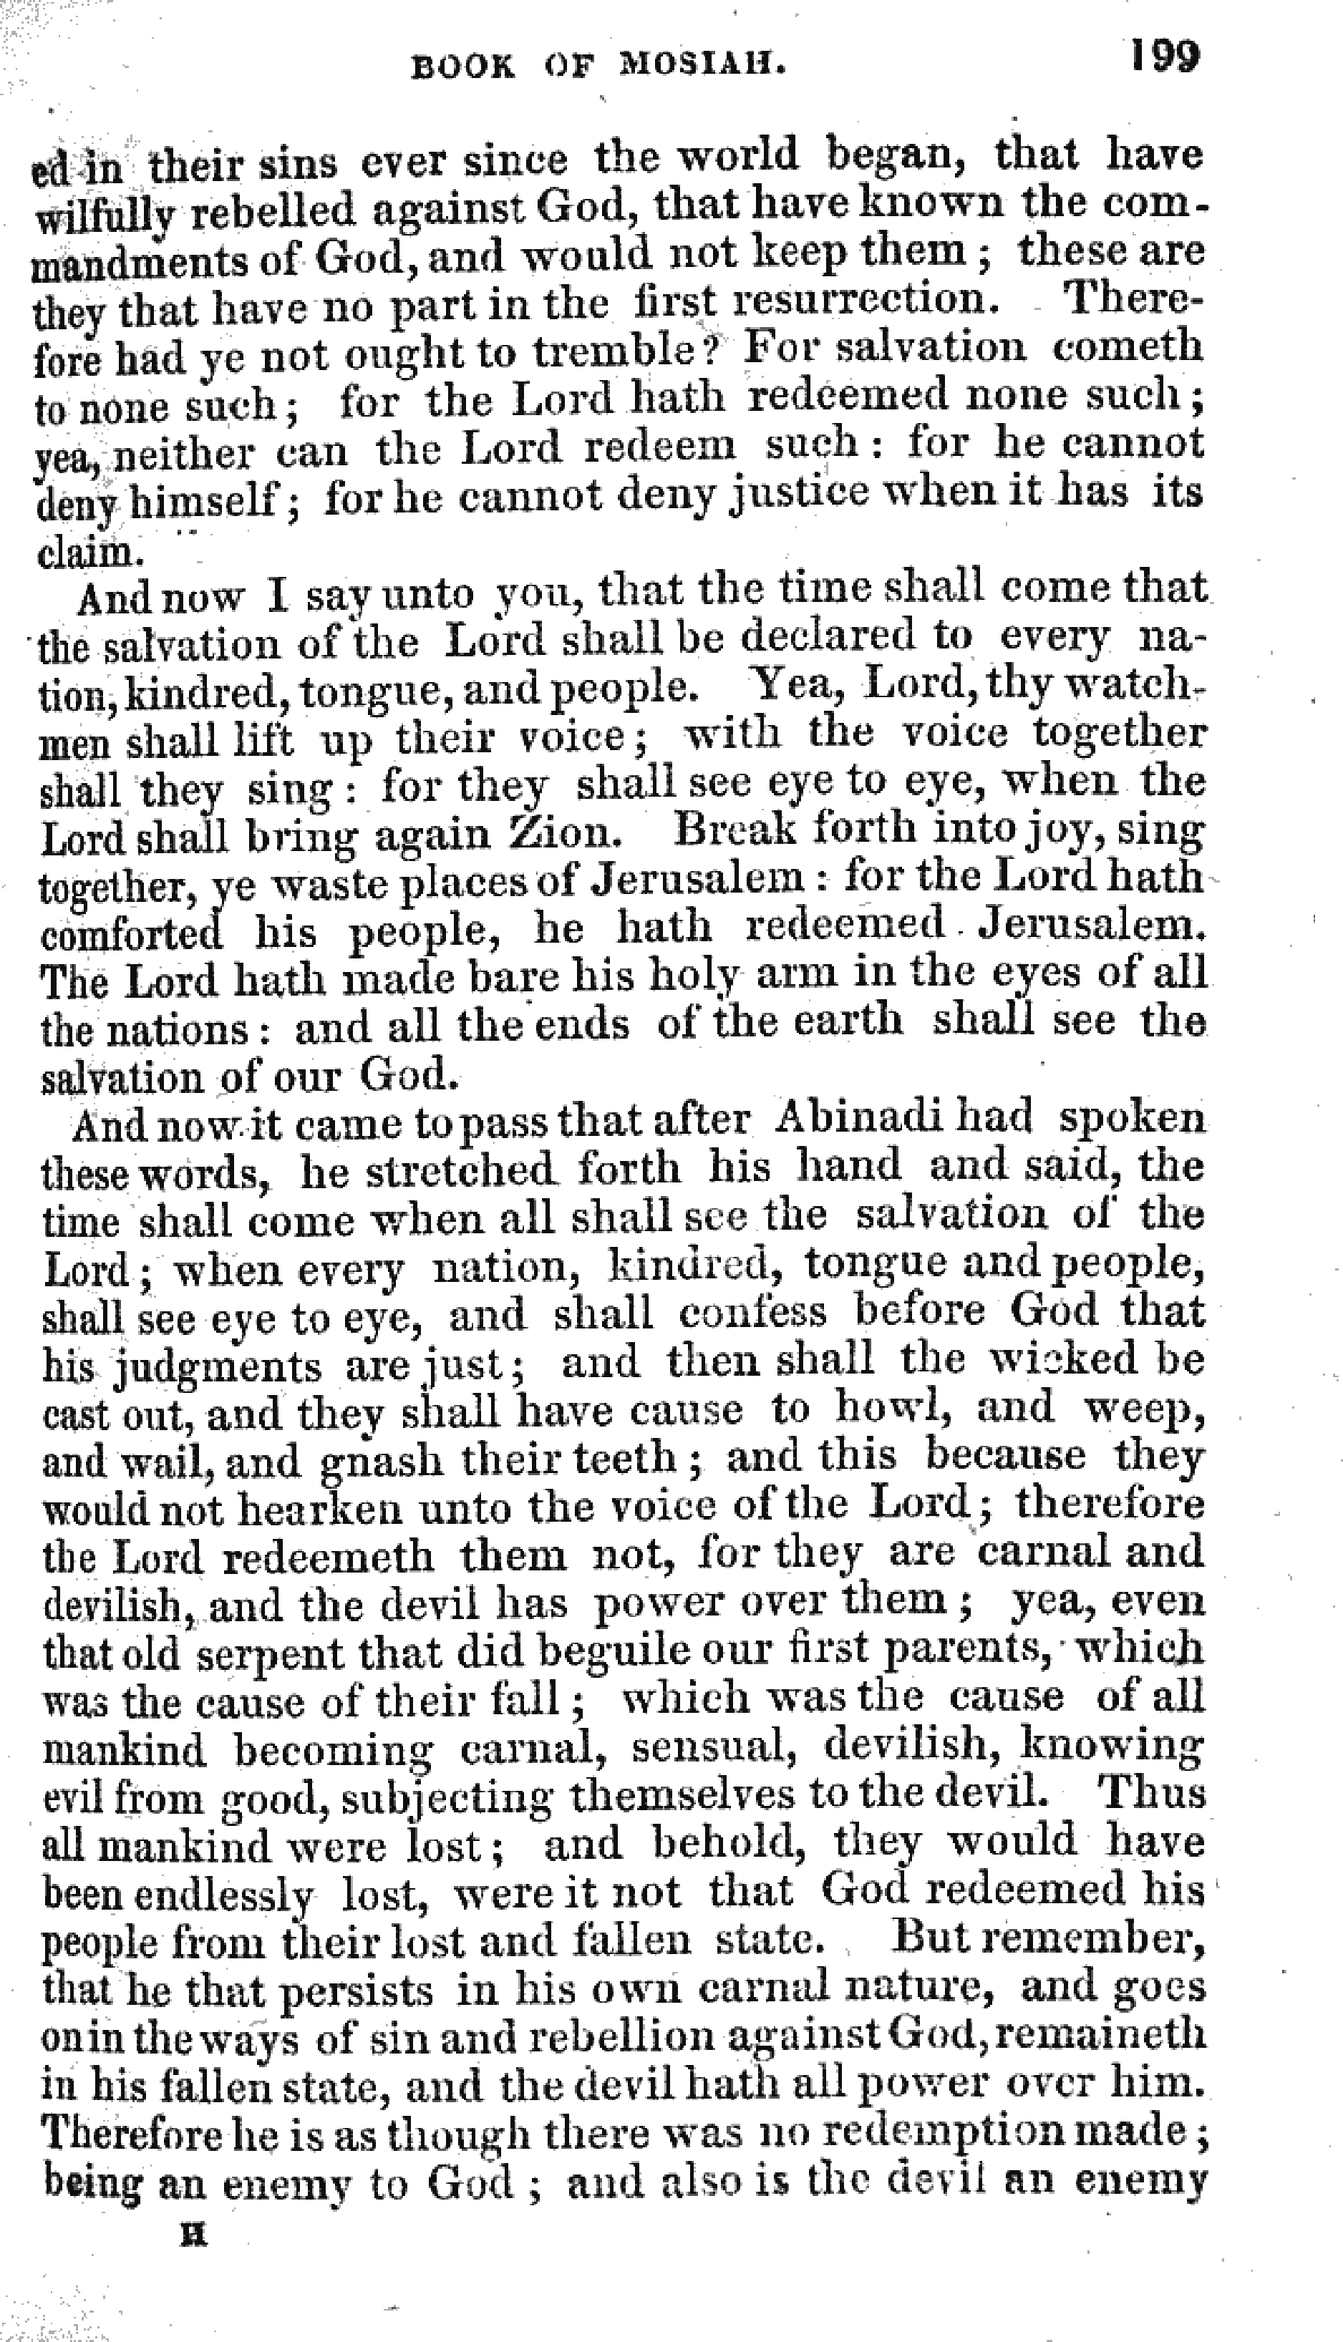 BOOK OF MOSIAH. 199
ed in their sins ever since the world began, that have
wilfully rebelled against God, that have known the com-
mandments of God, and would not keep them; these are
they that have no part in the first resurrection. There-
fore had ye not ought to tremble? For salvation cometh
to none such; for the Lord hath redeemed none such;
yea, neither can the Lord redeem such: for he cannot
deny himself; for he cannot deny justice when it has its
claim.
And now I say unto you, that the time shall come that
the salvation of the Lord shall be declared to every na-
tion, kindred, tongue, and people. Yea, Lord, thy watch-
men shall lift up their voice; with the voice together
shall they sing: for they shall see eye to eye, when the
Lord shall bring again Zion. Break forth into joy, sing
together, ye waste places of Jerusalem: for the Lord hath
comforted his people, he hath redeemed Jerusalem.
The Lord hath made bare his holy arm in the eyes of all
the nations: and all the ends of the earth shall see the
salvation of our God.
And now it came to pass that after Abinadi had spoken
these words, he stretched forth his hand and said, the
time shall come when all shall see the salvation of the
Lord; when every nation, kindred, tongue and people,
shall see eye to eye, and shall confess before God that
his judgments are just; and then shall the wicked be
cast out, and they shall have cause to howl, and weep,
and wail, and gnash their teeth; and this because they
would not hearken unto the voice of the Lord; therefore
the Lord redeemeth them not, for they are carnal and
devilish, and the devil has power over them; yea, even
that old serpent that did beguile our first parents, which
was the cause of their fall; which was the cause of all
mankind becoming carnal, sensual, devilish, knowing
evil from good, subjecting themselves to the devil. Thus
all mankind were lost; and behold, they would have
been endlessly lost, were it not that God redeemed his
people from their lost and fallen state. But remember,
that he that persists in his own carnal nature, and goes
on in the ways of sin and rebellion against God, remaineth
in his fallen state, and the devil hath all power over him.
Therefore he is as though there was no redemption made;
being an enemy to God; and also is the devil an enemy
H